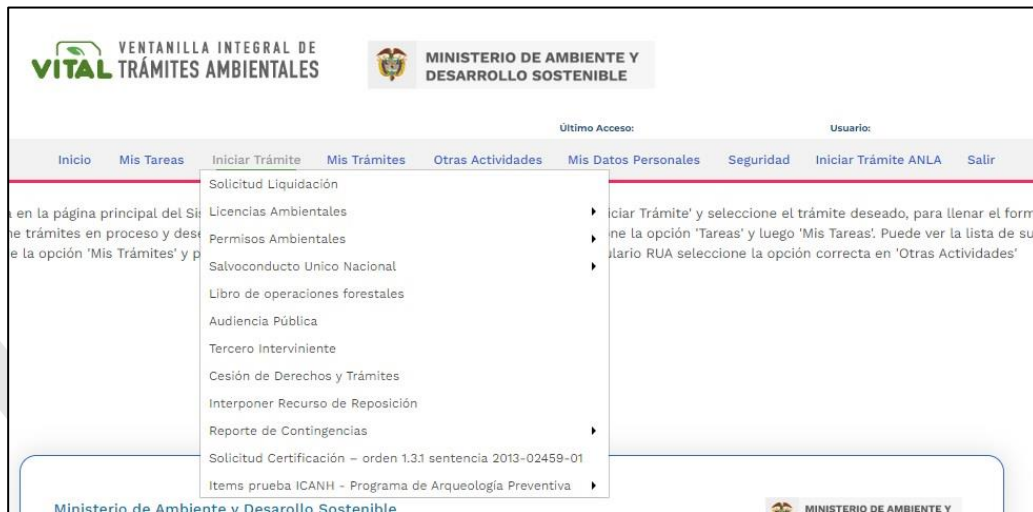 VITAL
VENTANILLA INTEGRAL DE
TRÁMITES AMBIENTALES
MINISTERIO DE AMBIENTE Y
DESARROLLO SOSTENIBLE
Último Acceso: Usuario:
Inicio Mis Tareas Iniciar Trámite Mis Trámites Otras Actividades Mis Datos Personales Seguridad Iniciar Trámite ANLA Salir
en la página principal del iciar Trámite' y seleccione el trámite deseado, para llenar el form
trámites en proceso y ne la opción 'Tareas' y luego 'Mis Tareas'. Puede ver la lista de su
e la opción 'Mis Trámites' y p ulario RUA seleccione la opción correcta en 'Otras Actividades'
Solicitud Liquidación
Licencias Ambientales
Permisos Ambientales
Salvoconducto Unico Nacional
Libro de operaciones forestales
Audiencia Pública
Tercero Interviniente
Cesión de Derechos y Trámites
Interponer Recurso de Reposición
Reporte de Contingencias
Solicitud Certificación – orden 1.3.1 sentencia 2013-02459-01
Items prueba ICANH - Programa de Arqueología Preventiva
Ministerio de Ambiente y Desarollo Sostenible
MINISTERIO DE AMBIENTE Y